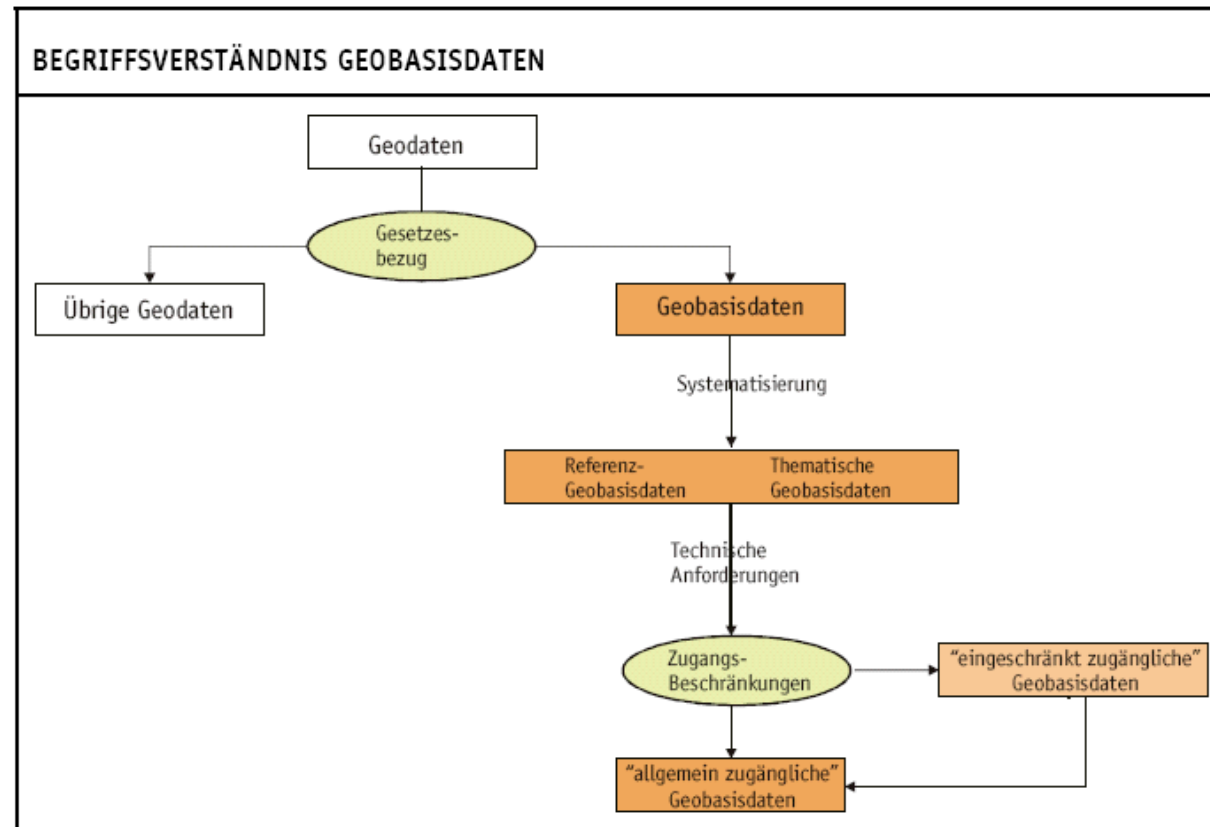 BEGRIFFSVERSTÄNDNIS GEOBASISDATEN
Geodaten
Gesetzes-
bezug
Übrige Geodaten
Geobasisdaten
Systematisierung
Referenz-
Geobasisdaten
Thematische
Geobasisdaten
Technische
Anforderungen
Zugangs-
Beschränkungen
“eingeschränkt zugängliche”
Geobasisdaten
“allgemein zugängliche”
Geobasisdaten